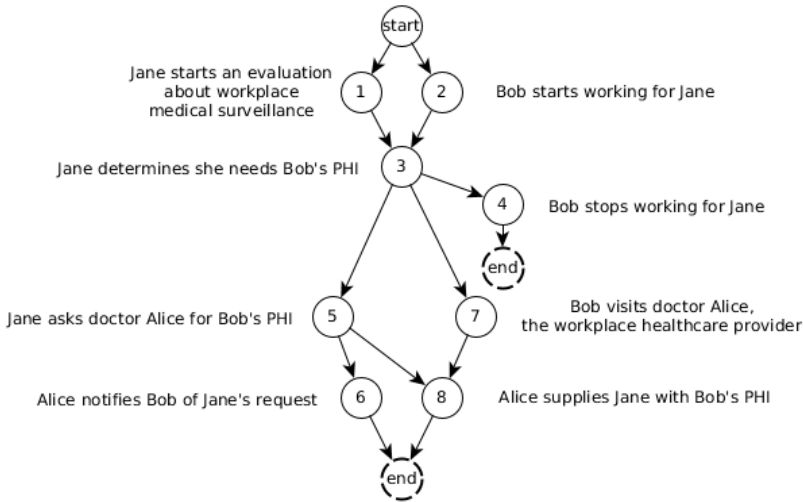 start
Jane starts an evaluation
about workplace
medical surveillance
1
2
Bob starts working for Jane
Jane determines she needs Bob's PHI
3
4
Bob stops working for Jane
end
Jane asks doctor Alice for Bob's PHI
5
7
Bob visits doctor Alice,
the workplace healthcare provider
Alice notifies Bob of Jane's request
6
8
Alice supplies Jane with Bob's PHI
end